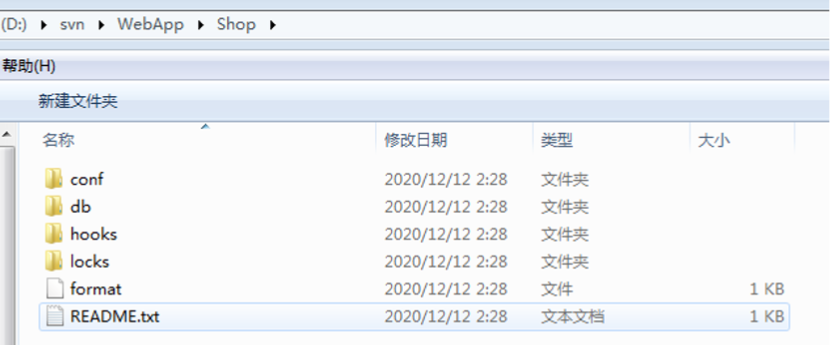 (D:) ▸ svn ▸ WebApp ▸ Shop ▸
帮助(H)
新建文件夹
名称 修改日期 类型 大小
conf 2020/12/12 2:28 文件夹
db 2020/12/12 2:28 文件夹
hooks 2020/12/12 2:28 文件夹
locks 2020/12/12 2:28 文件夹
format 2020/12/12 2:28 文件 1 KB
README.txt 2020/12/12 2:28 文本文档 1 KB